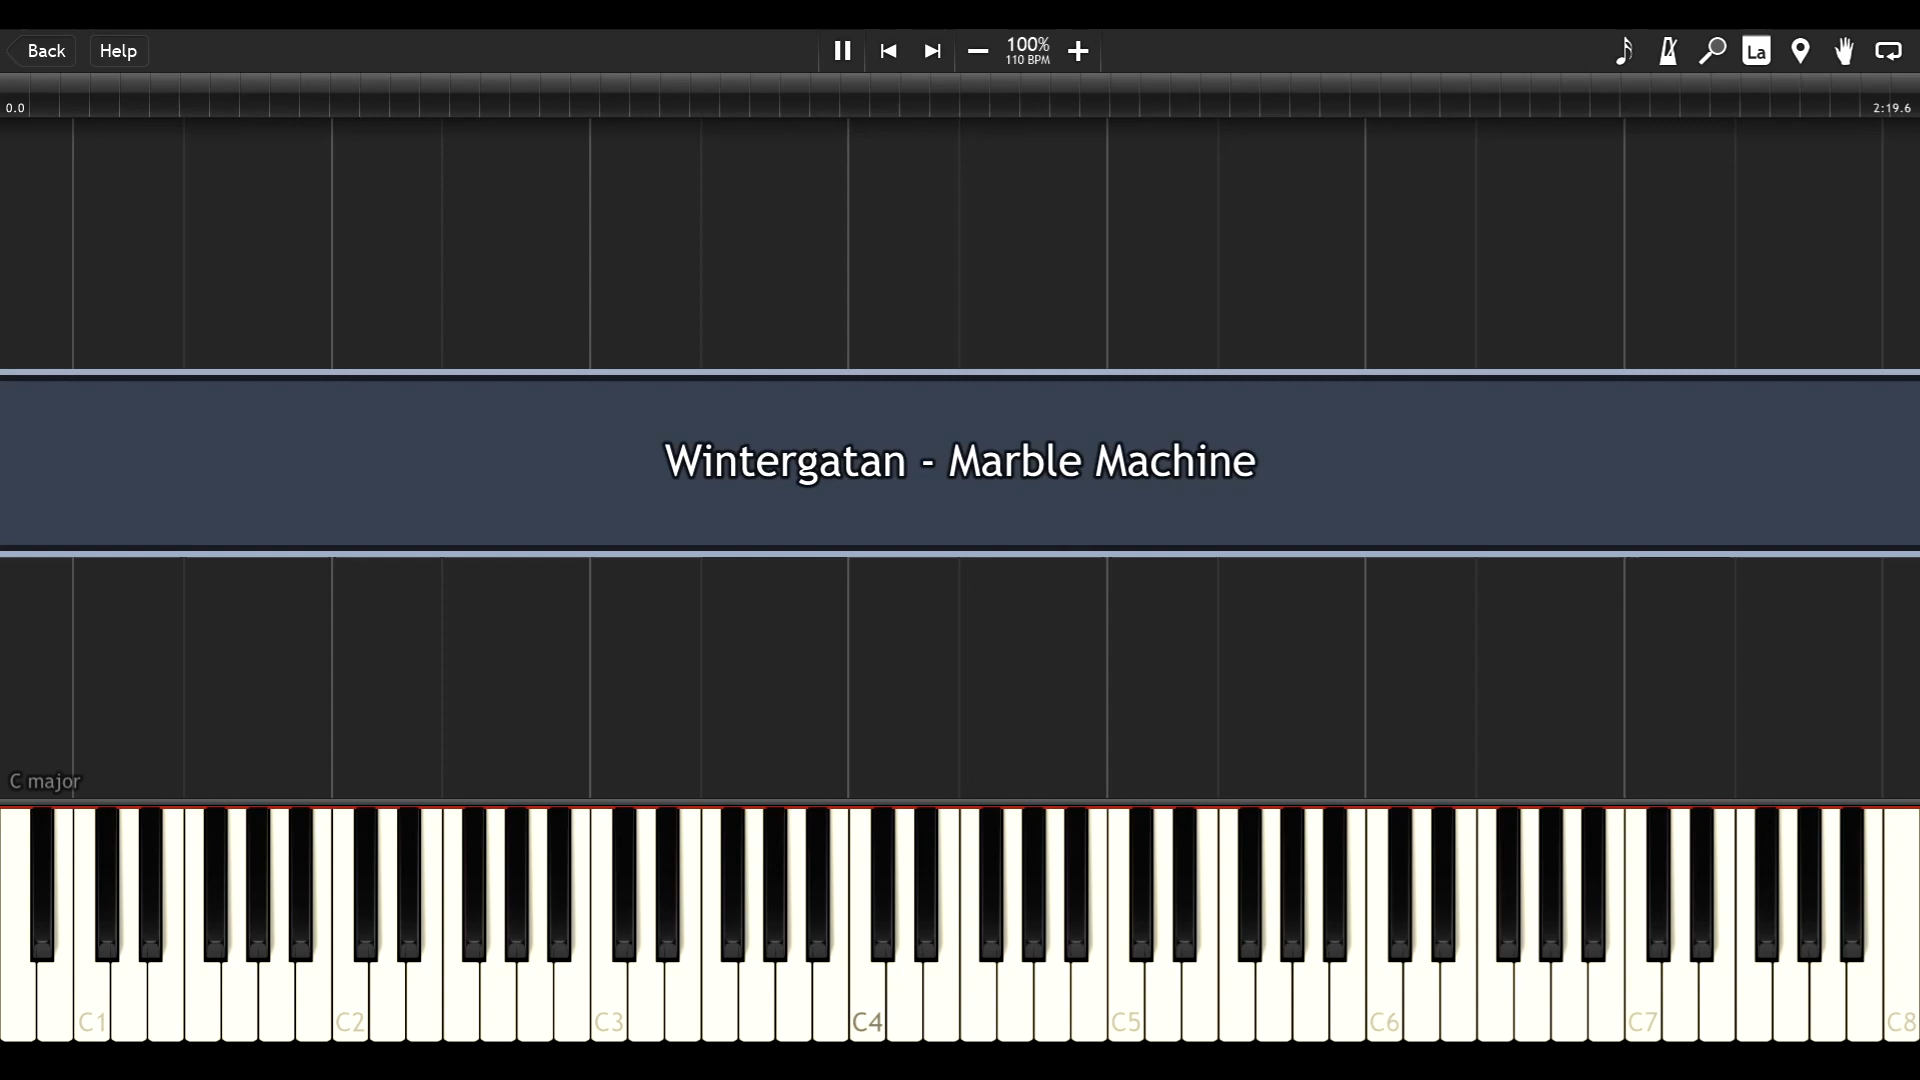 Back Help
100%
110 BPM
La
0.0 2:19.6
Wintergatan - Marble Machine
C major
C1 C2 C3 C4 C5 C6 C7 C8